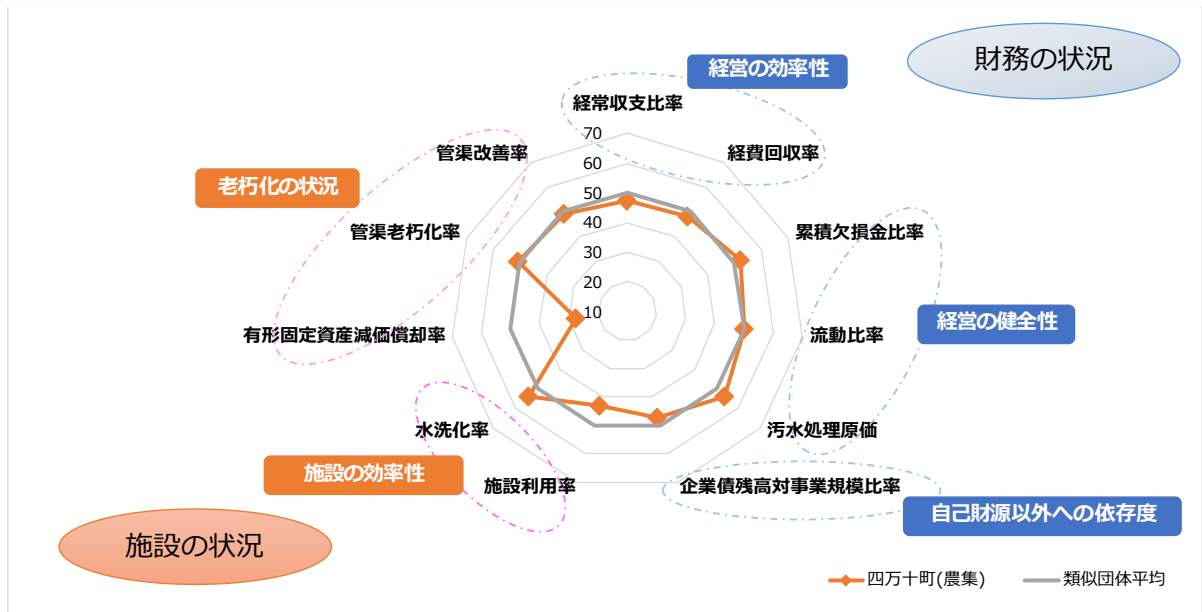 財務の状況
経営の効率性
経常収支比率
管渠改善率
経費回収率
老朽化の状況
管渠老朽化率
累積欠損金比率
70
60
50
40
30
20
10
有形固定資産減価償却率
流動比率
経営の健全性
水洗化率
汚水処理原価
施設の効率性
施設利用率
企業債残高対事業規模比率
自己財源以外への依存度
施設の状況
四万十町(農集)
類似団体平均